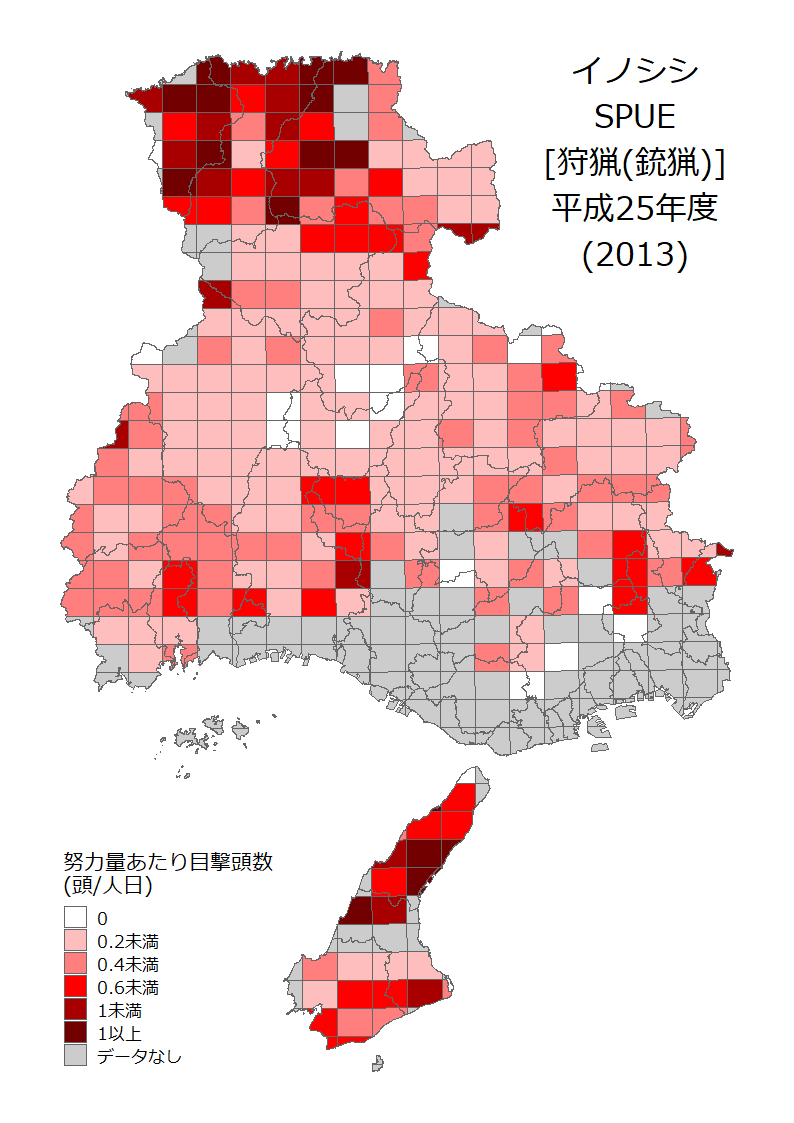 イノシシ
SPUE
[狩猟(銃猟)]
平成25年度
(2013)
努力量あたり目撃頭数
(頭/人日)
0
0.2未満
0.4未満
0.6未満
1未満
1以上
データなし